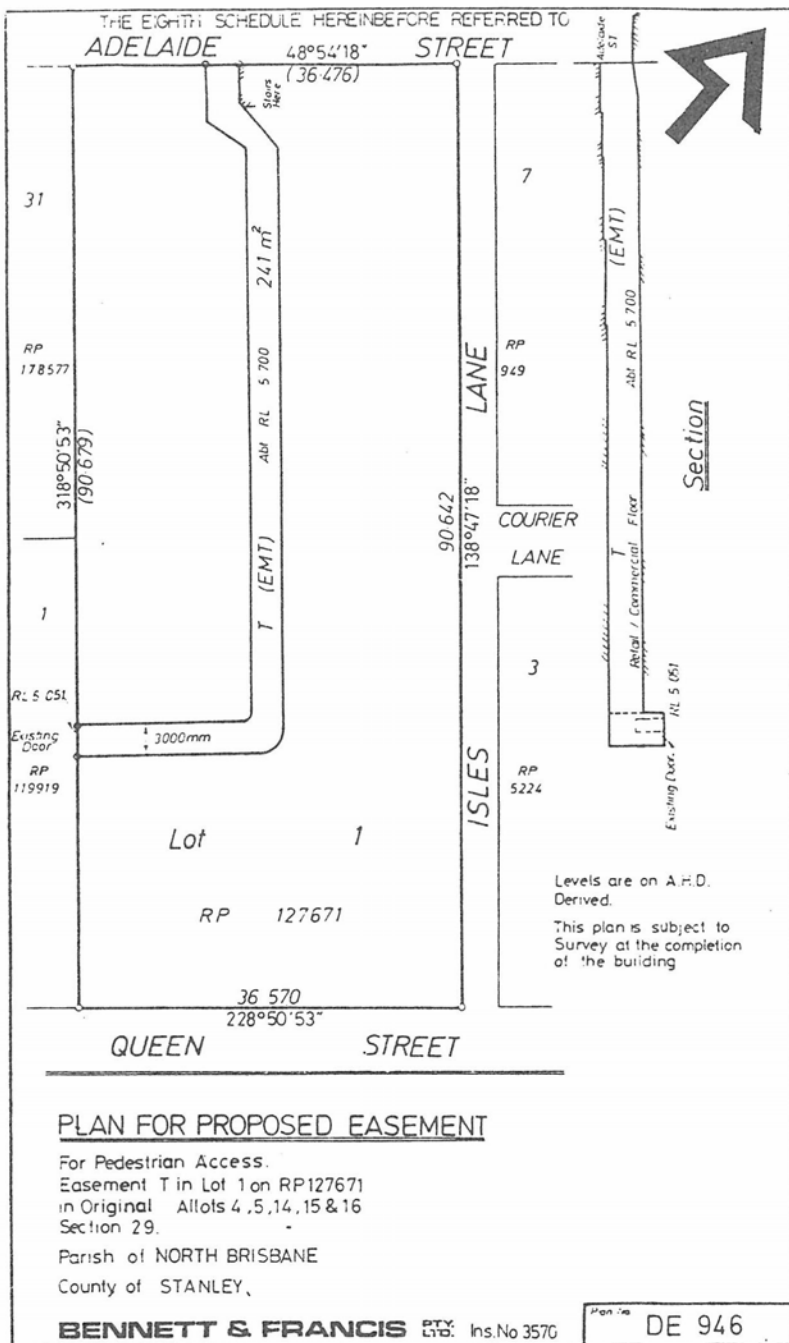 THE EIGHTH SCHEDULE HEREINBEFORE REFERRED TO
ADELAIDE STREET
48°54'18"
(36·476)
Stairs Here
Adelaide ST
31
7
241 m²
(EMT)
RP
178577
RP
949
LANE
Abt RL 5 700
Abt RL 5 700
318°50'53"
(90·679)
90·642
138°47'18"
Section
COURIER
LANE
T (EMT)
T
Retail / Commercial Floor
1
3
RL 5 051
RL 5 051
Existing Door
3000mm
Existing Door
RP
119919
RP
5224
ISLES
Lot 1
RP 127671
Levels are on A.H.D.
Derived.
This plan is subject to
Survey at the completion
of the building
36 570
228°50'53"
QUEEN STREET
PLAN FOR PROPOSED EASEMENT
For Pedestrian Access.
Easement T in Lot 1 on RP127671
in Original Allots 4,5,14,15 & 16
Section 29.
Parish of NORTH BRISBANE
County of STANLEY,
BENNETT & FRANCIS PTY. LTD. Ins.No 3570
Plan No DE 946